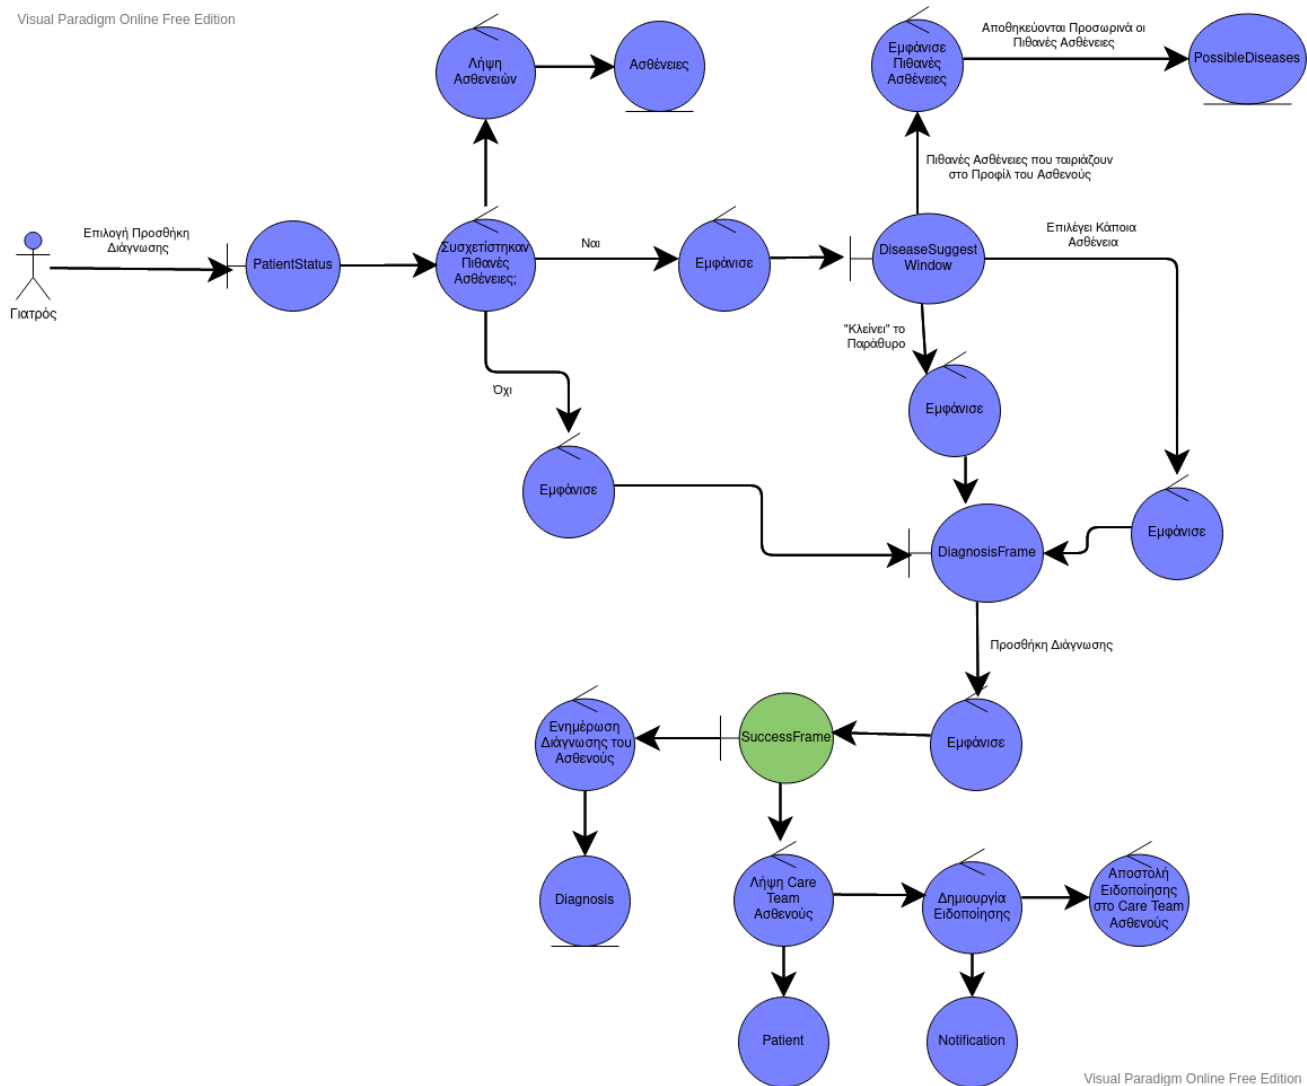 Visual Paradigm Online Free Edition
Λήψη
Ασθενειών
Ασθένειες
Εμφάνισε
Πιθανές
Ασθένειες
Αποθηκεύονται Προσωρινά οι
Πιθανές Ασθένειες
PossibleDiseases
Πιθανές Ασθένειες που ταιριάζουν
στο Προφίλ του Ασθενούς
Επιλογή Προσθήκη
Διάγνωσης
Γιατρός
PatientStatus
Συσχετίστηκαν
Πιθανές
Ασθένειες;
Ναι
Εμφάνισε
DiseaseSuggest
Window
Επιλέγει Κάποια
Ασθένεια
"Κλείνει" το
Παράθυρο
Όχι
Εμφάνισε
Εμφάνισε
Εμφάνισε
DiagnosisFrame
Προσθήκη Διάγνωσης
Ενημέρωση
Διάγνωσης του
Ασθενούς
SuccessFrame
Εμφάνισε
Diagnosis
Λήψη Care
Team
Ασθενούς
Δημιουργία
Ειδοποίησης
Αποστολή
Ειδοποίησης
στο Care Team
Ασθενούς
Patient
Notification
Visual Paradigm Online Free Edition